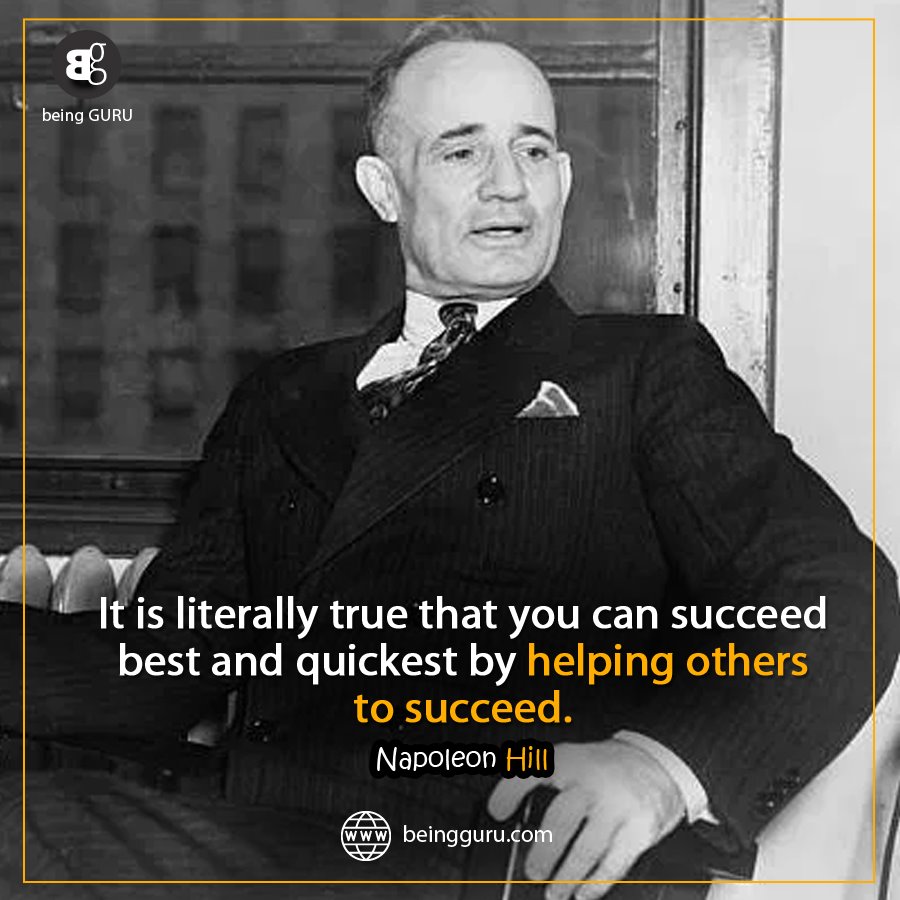 being GURU
It is literally true that you can succeed
best and quickest by helping others
to succeed.
Napoleon Hill
www beingguru.com